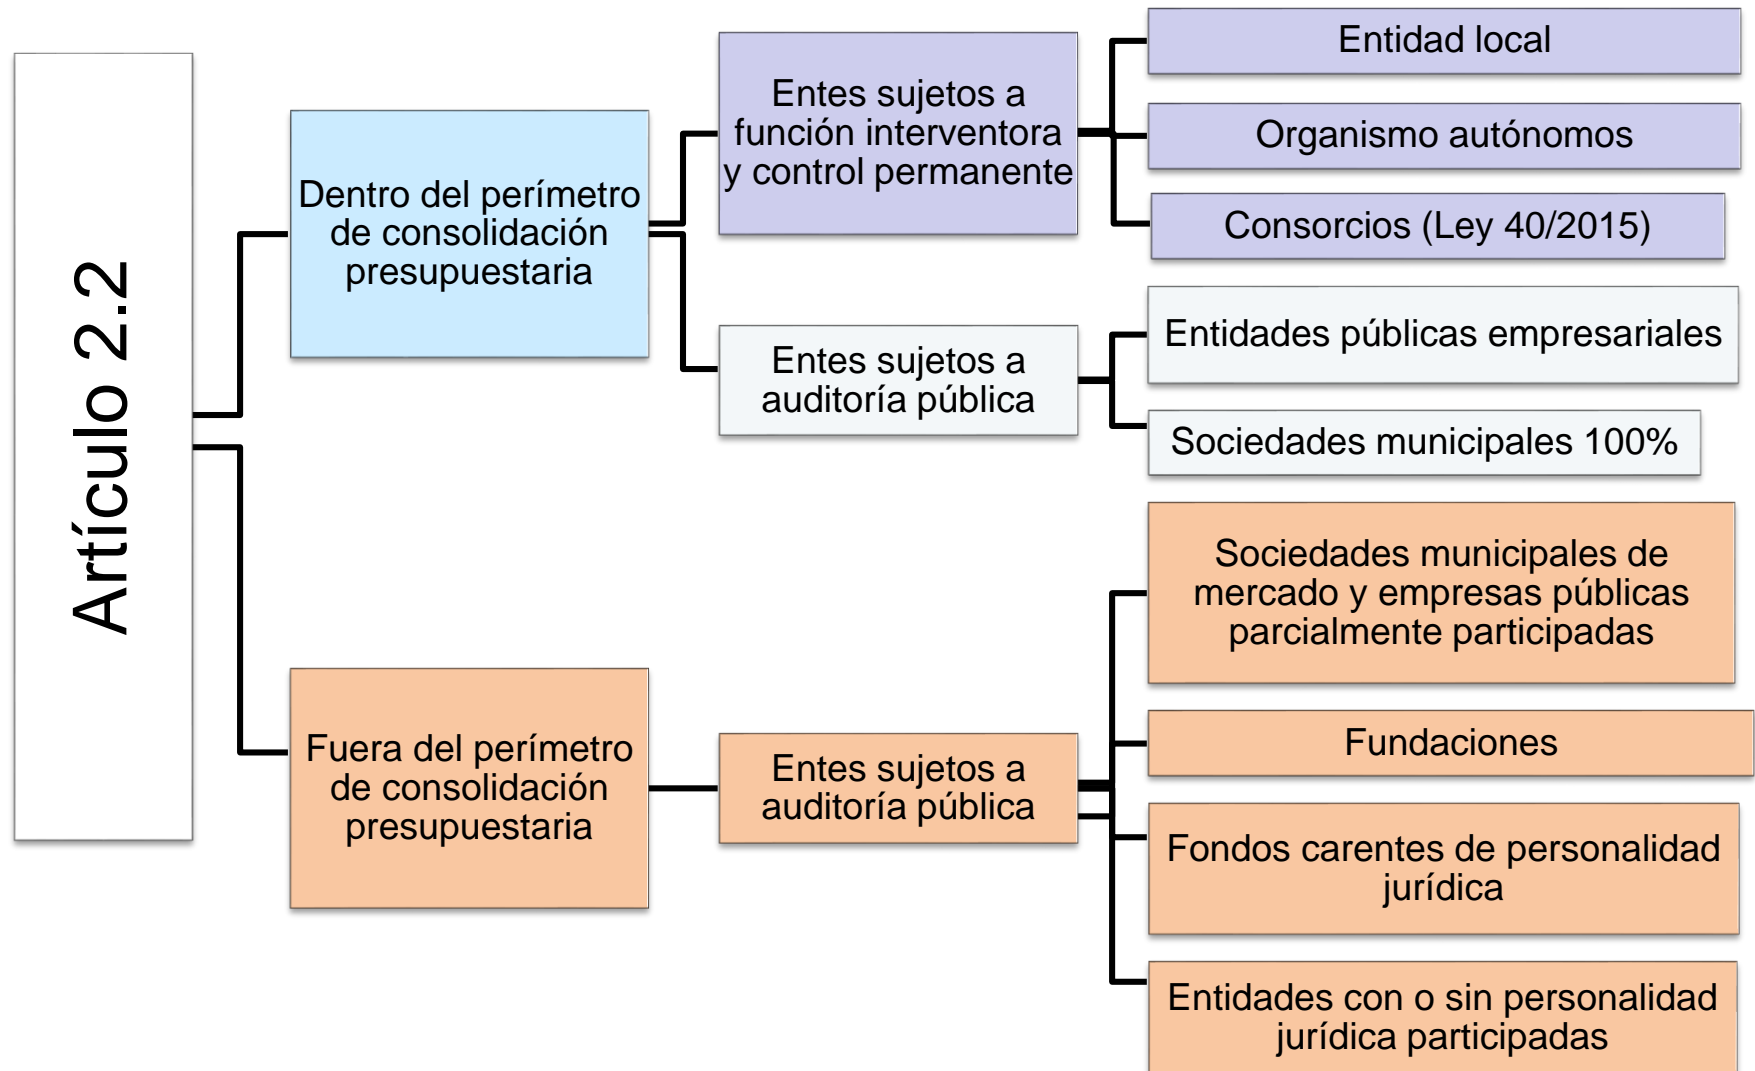 Artículo 2.2
Dentro del perímetro
de consolidación
presupuestaria
Entes sujetos a
función interventora
y control permanente
Entidad local
Organismo autónomos
Consorcios (Ley 40/2015)
Entes sujetos a
auditoría pública
Entidades públicas empresariales
Sociedades municipales 100%
Fuera del perímetro
de consolidación
presupuestaria
Entes sujetos a
auditoría pública
Sociedades municipales de
mercado y empresas públicas
parcialmente participadas
Fundaciones
Fondos carentes de personalidad
jurídica
Entidades con o sin personalidad
jurídica participadas